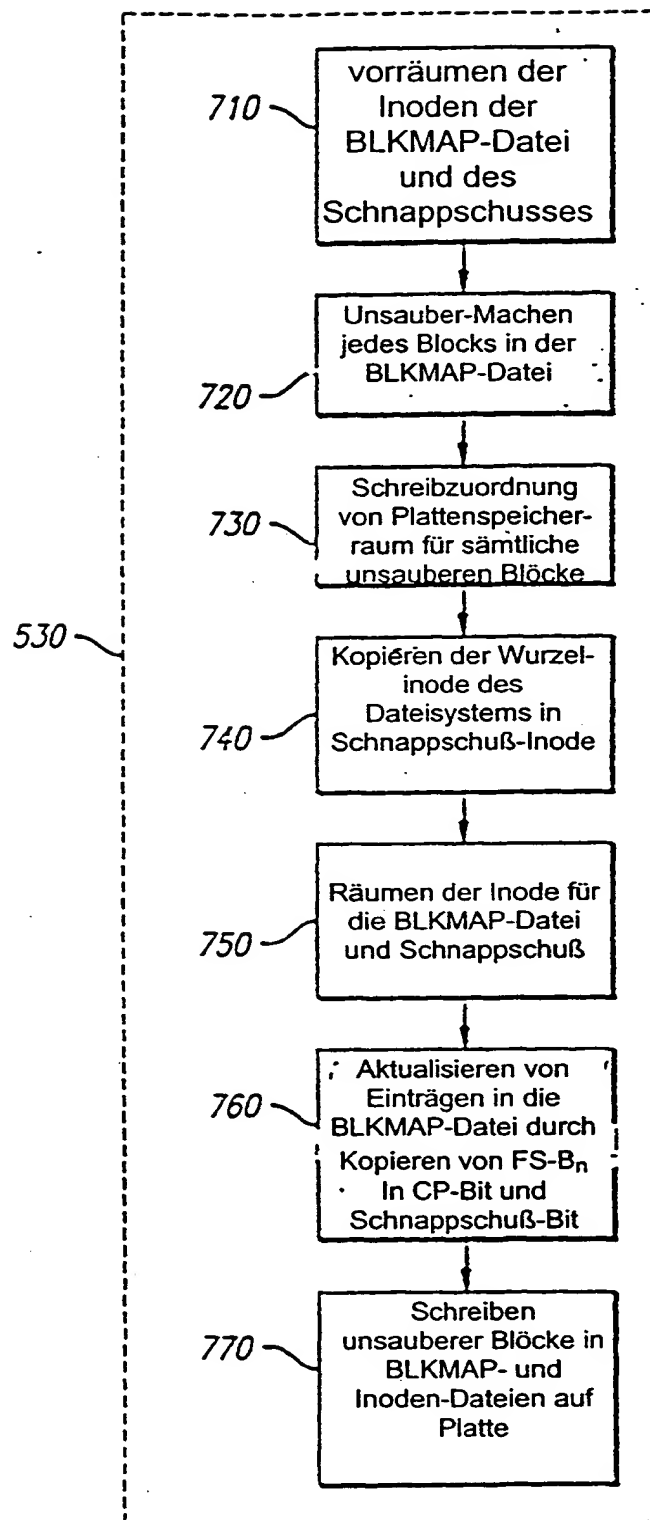 710
vorräumen der
Inoden der
BLKMAP-Datei
und des
Schnappschusses
720
Unsauber-Machen
jedes Blocks in der
BLKMAP-Datei
730
Schreibzuordnung
von Plattenspeicher-
raum für sämtliche
unsauberen Blöcke
530
740
Kopieren der Wurzel-
inode des
Dateisystems in
Schnappschuß-Inode
750
Räumen der Inode für
die BLKMAP-Datei
und Schnappschuß
760
Aktualisieren von
Einträgen in die
BLKMAP-Datei durch
Kopieren von FS-Bn
In CP-Bit und
Schnappschuß-Bit
770
Schreiben
unsauberer Blöcke in
BLKMAP- und
Inoden-Dateien auf
Platte